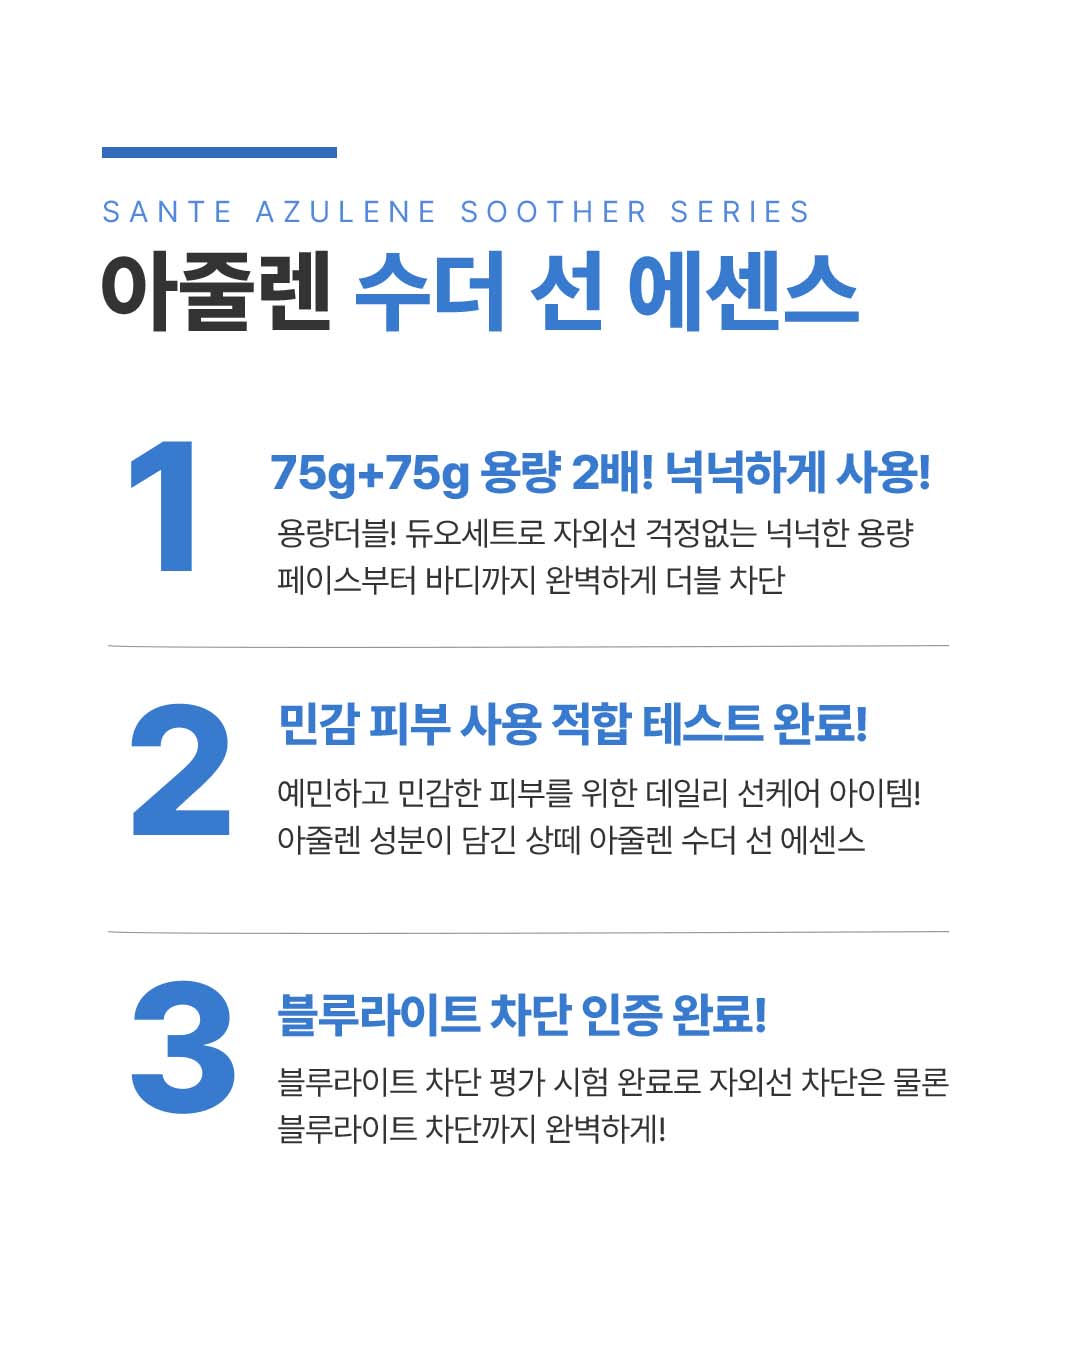 SANTE AZULENE SOOTHER SERIES
아줄렌 수더 선 에센스
1
75g+75g 용량 2배! 넉넉하게 사용!
용량더블! 듀오세트로 자외선 걱정없는 넉넉한 용량
페이스부터 바디까지 완벽하게 더블 차단
2
민감 피부 사용 적합 테스트 완료!
예민하고 민감한 피부를 위한 데일리 선케어 아이템!
아줄렌 성분이 담긴 상떼 아줄렌 수더 선 에센스
3
블루라이트 차단 인증 완료!
블루라이트 차단 평가 시험 완료로 자외선 차단은 물론
블루라이트 차단까지 완벽하게!